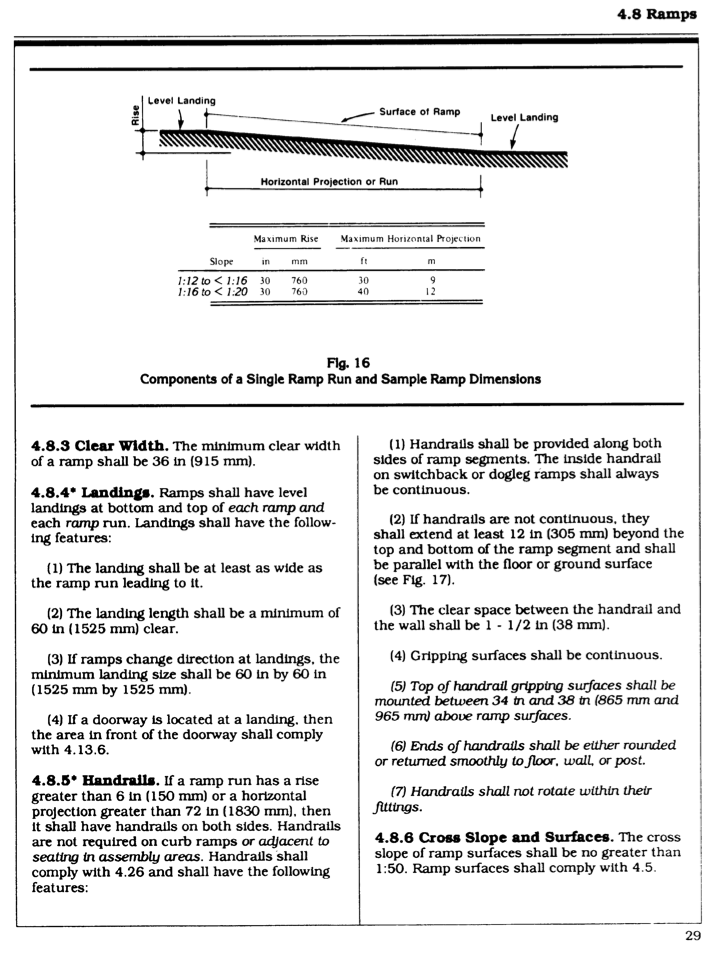 4.8 Ramps
Level Landing
Rise
Surface of Ramp
Level Landing
Horizontal Projection or Run
Maximum Rise Maximum Horizontal Projection
Slope in mm ft m
1:12 to < 1:16 30 760 30 9
1:16 to < 1:20 30 760 40 12
Fig. 16
Components of a Single Ramp Run and Sample Ramp Dimensions
4.8.3 Clear Width. The minimum clear width
of a ramp shall be 36 in (915 mm).
4.8.4* Landings. Ramps shall have level
landings at bottom and top of each ramp and
each ramp run. Landings shall have the follow-
ing features:
(1) The landing shall be at least as wide as
the ramp run leading to it.
(2) The landing length shall be a minimum of
60 in (1525 mm) clear.
(3) If ramps change direction at landings, the
minimum landing size shall be 60 in by 60 in
(1525 mm by 1525 mm).
(4) If a doorway is located at a landing, then
the area in front of the doorway shall comply
with 4.13.6.
4.8.5* Handrails. If a ramp run has a rise
greater than 6 in (150 mm) or a horizontal
projection greater than 72 in (1830 mm), then
it shall have handrails on both sides. Handrails
are not required on curb ramps or adjacent to
seating in assembly areas. Handrails shall
comply with 4.26 and shall have the following
features:
(1) Handrails shall be provided along both
sides of ramp segments. The inside handrail
on switchback or dogleg ramps shall always
be continuous.
(2) If handrails are not continuous, they
shall extend at least 12 in (305 mm) beyond the
top and bottom of the ramp segment and shall
be parallel with the floor or ground surface
(see Fig. 17).
(3) The clear space between the handrail and
the wall shall be 1 - 1/2 in (38 mm).
(4) Gripping surfaces shall be continuous.
(5) Top of handrail gripping surfaces shall be
mounted between 34 in and 38 in (865 mm and
965 mm) above ramp surfaces.
(6) Ends of handrails shall be either rounded
or returned smoothly to floor, wall, or post.
(7) Handrails shall not rotate within their
fittings.
4.8.6 Cross Slope and Surfaces. The cross
slope of ramp surfaces shall be no greater than
1:50. Ramp surfaces shall comply with 4.5.
29